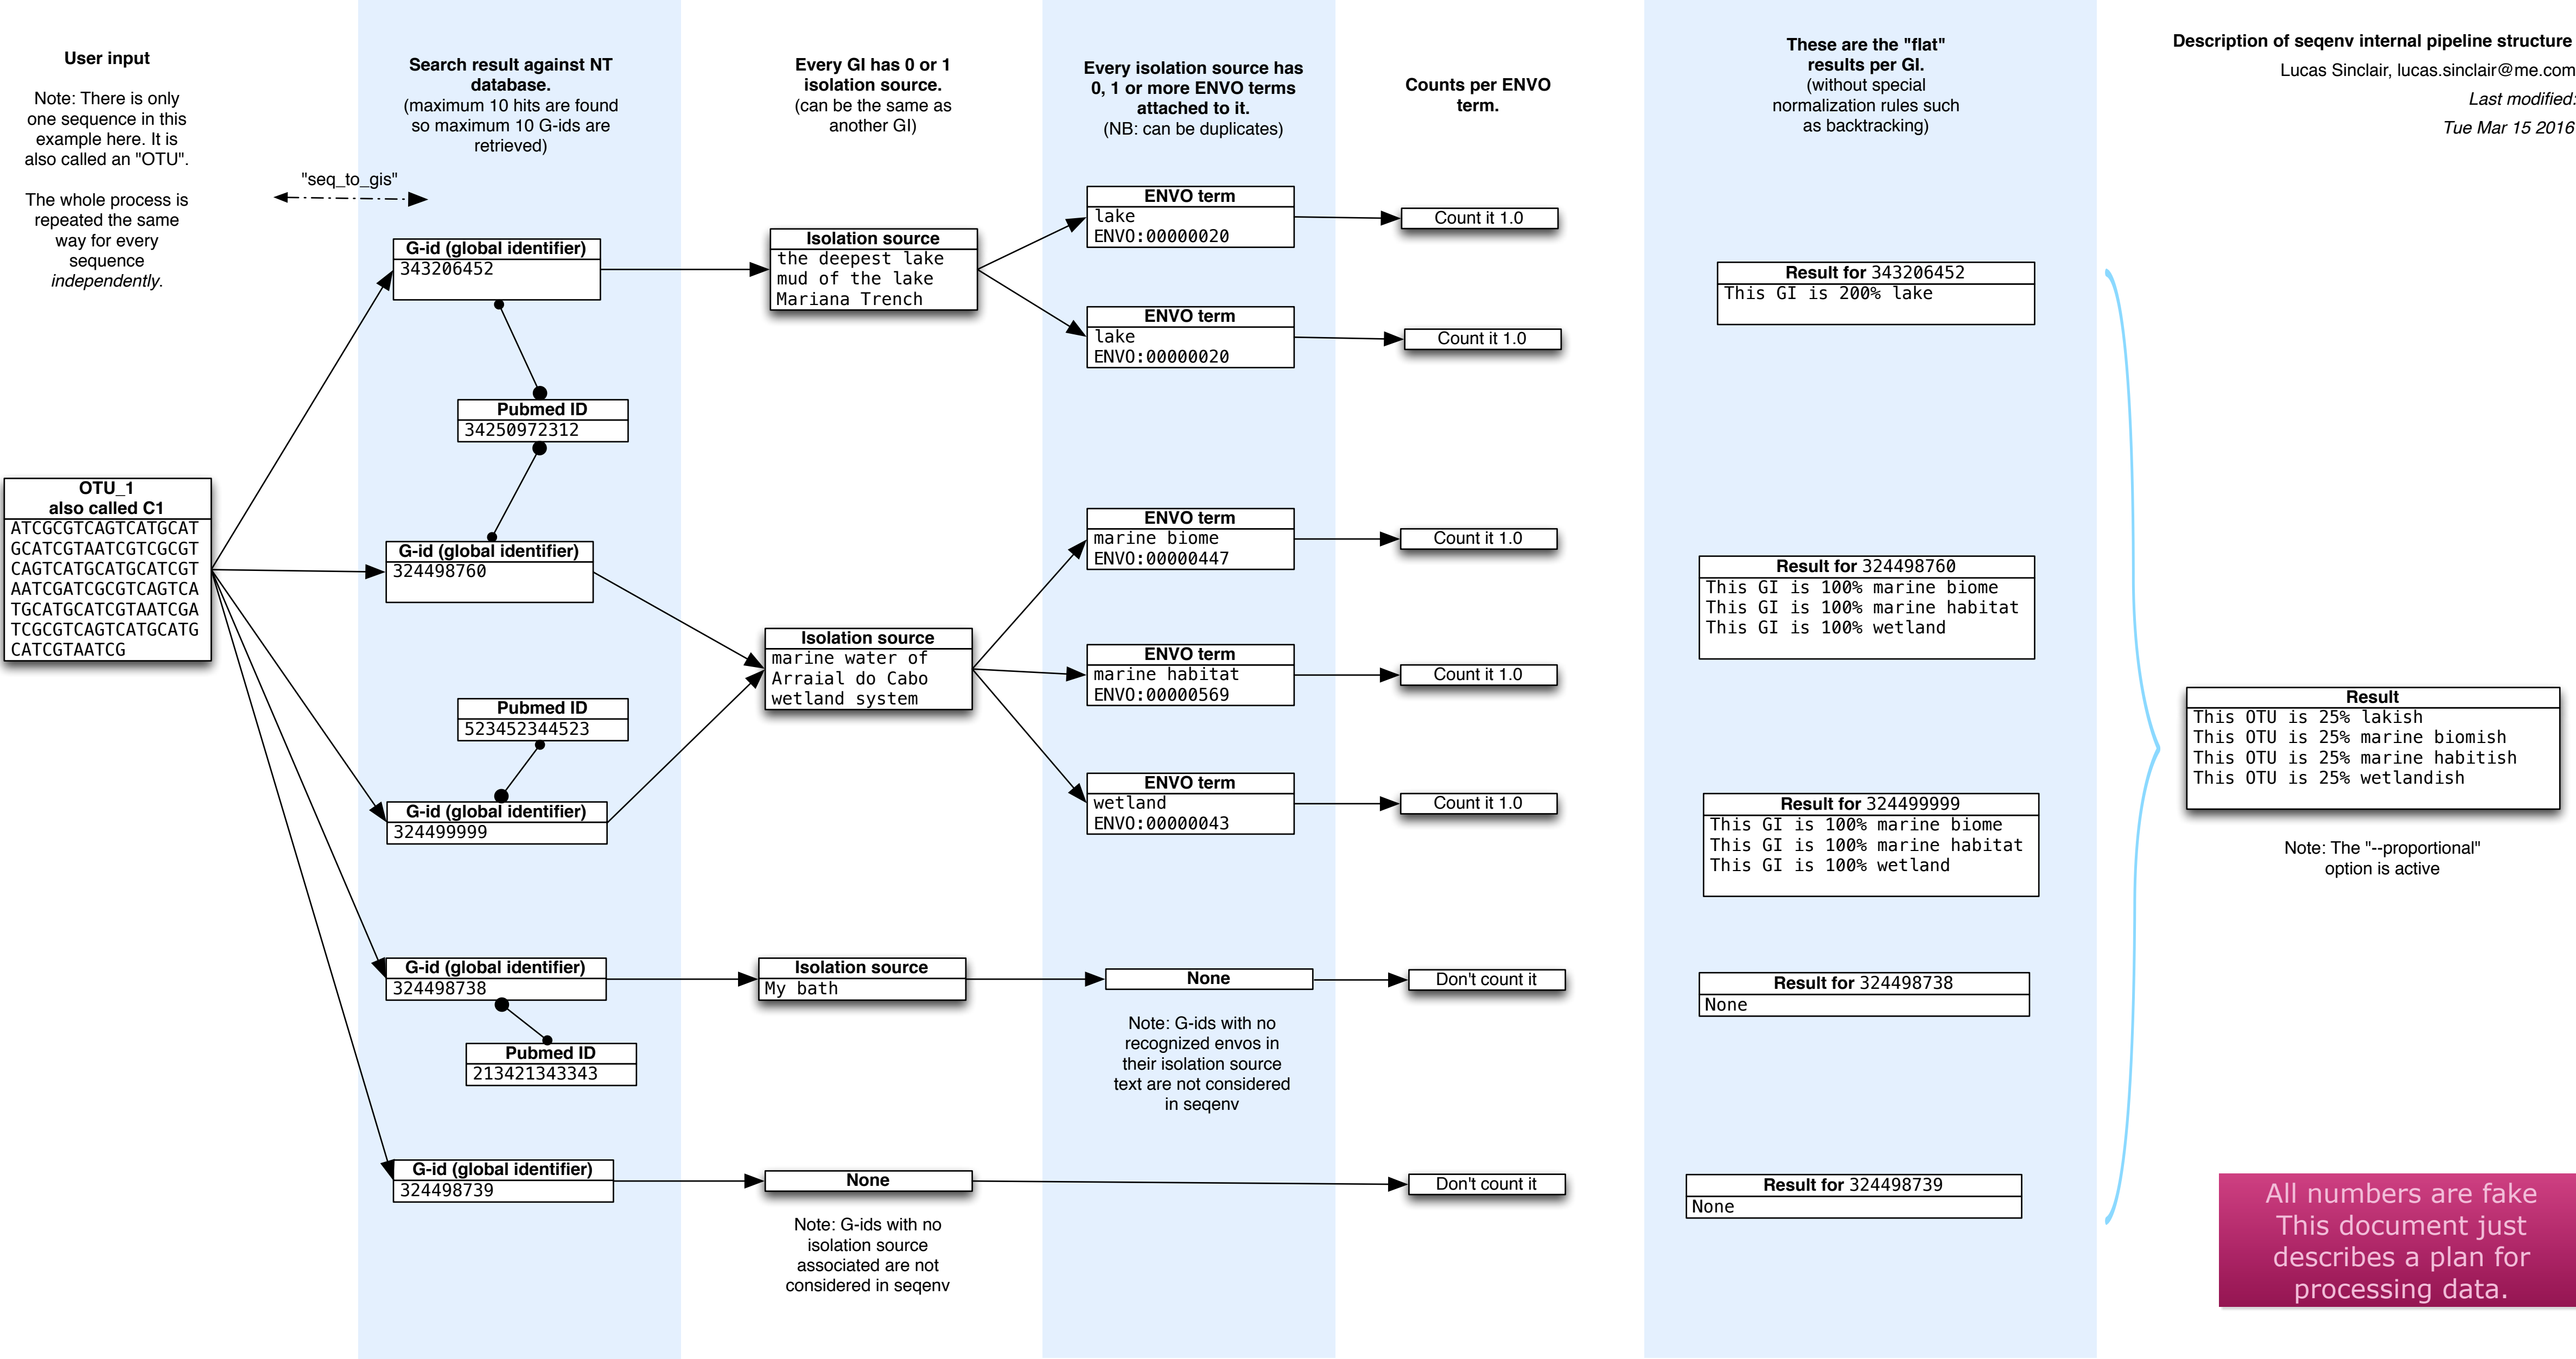 User input
Note: There is only
one sequence in this
example here. It is
also called an "OTU".
The whole process is
repeated the same
way for every
sequence
independently.
OTU_1
also called C1
ATCGCGTCAGTCATGCAT
GCATCGTAATCGTCGCGT
CAGTCATGCATGCATCGT
AATCGATCGCGTCAGTCA
TGCATGCATCGTAATCGA
TCGCGTCAGTCATGCATG
CATCGTAATCG
"seq_to_gis"
Search result against NT
database.
(maximum 10 hits are found
so maximum 10 G-ids are
retrieved)
G-id (global identifier)
343206452
Pubmed ID
34250972312
G-id (global identifier)
324498760
Pubmed ID
523452344523
G-id (global identifier)
324499999
G-id (global identifier)
324498738
Pubmed ID
213421343343
G-id (global identifier)
324498739
Every GI has 0 or 1
isolation source.
(can be the same as
another GI)
Isolation source
the deepest lake
mud of the lake
Mariana Trench
Isolation source
marine water of
Arraial do Cabo
wetland system
Isolation source
My bath
None
Note: G-ids with no
isolation source
associated are not
considered in seqenv
Every isolation source has
0, 1 or more ENVO terms
attached to it.
(NB: can be duplicates)
ENVO term
lake
ENVO:00000020
ENVO term
lake
ENVO:00000020
ENVO term
marine biome
ENVO:00000447
ENVO term
marine habitat
ENVO:00000569
ENVO term
wetland
ENVO:00000043
None
Note: G-ids with no
recognized envos in
their isolation source
text are not considered
in seqenv
Counts per ENVO
term.
Count it 1.0
Count it 1.0
Count it 1.0
Count it 1.0
Count it 1.0
Don't count it
Don't count it
These are the "flat"
results per GI.
(without special
normalization rules such
as backtracking)
Result for 343206452
This GI is 200% lake
Result for 324498760
This GI is 100% marine biome
This GI is 100% marine habitat
This GI is 100% wetland
Result for 324499999
This GI is 100% marine biome
This GI is 100% marine habitat
This GI is 100% wetland
Result for 324498738
None
Result for 324498739
None
Description of seqenv internal pipeline structure
Lucas Sinclair, lucas.sinclair@me.com
Last modified:
Tue Mar 15 2016
Result
This OTU is 25% lakish
This OTU is 25% marine biomish
This OTU is 25% marine habitish
This OTU is 25% wetlandish
Note: The "--proportional"
option is active
All numbers are fake
This document just
describes a plan for
processing data.